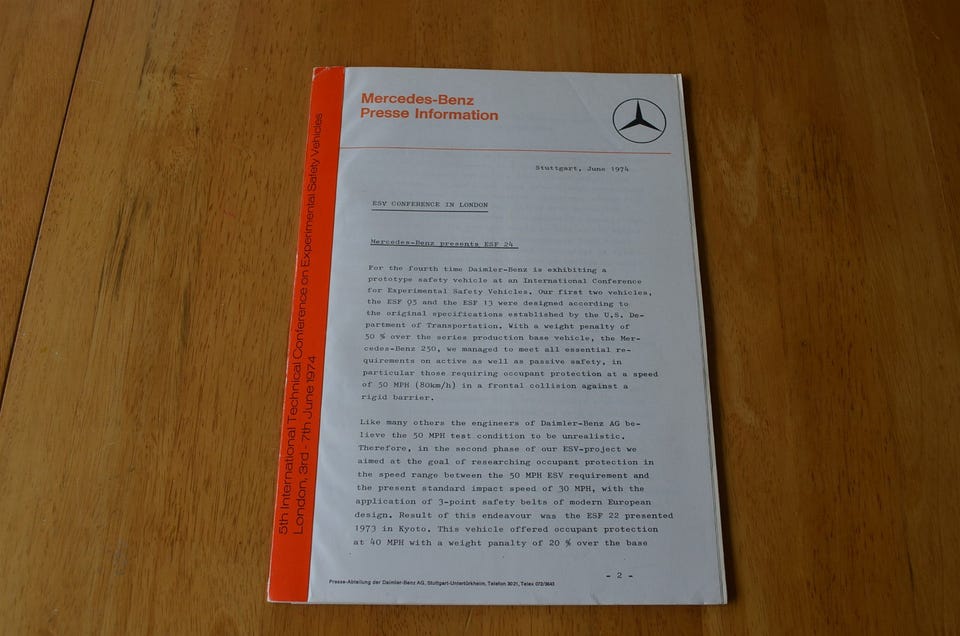 5th International Technical Conference on Experimental Safety Vehicles
London, 3rd - 7th June 1974
Mercedes-Benz
Presse Information
Stuttgart, June 1974
ESV CONFERENCE IN LONDON
Mercedes-Benz presents ESF 24
For the fourth time Daimler-Benz is exhibiting a
prototype safety vehicle at an International Conference
for Experimental Safety Vehicles. Our first two vehicles,
the ESF 05 and the ESF 13 were designed according to
the original specifications established by the U.S. De-
partment of Transportation. With a weight penalty of
50 % over the series production base vehicle, the Mer-
cedes-Benz 250, we managed to meet all essential re-
quirements on active as well as passive safety, in
particular those requiring occupant protection at a speed
of 50 MPH (80km/h) in a frontal collision against a
rigid barrier.
Like many others the engineers of Daimler-Benz AG be-
lieve the 50 MPH test condition to be unrealistic.
Therefore, in the second phase of our ESV-project we
aimed at the goal of researching occupant protection in
the speed range between the 50 MPH ESV requirement and
the present standard impact speed of 30 MPH, with the
application of 3-point safety belts of modern European
design. Result of this endeavour was the ESF 22 presented
1973 in Kyoto. This vehicle offered occupant protection
at 40 MPH with a weight panalty of 20 % over the base
- 2 -
Presse-Abteilung der Daimler-Benz AG, Stuttgart-Untertürkheim, Telefon 3021, Telex 072/3643